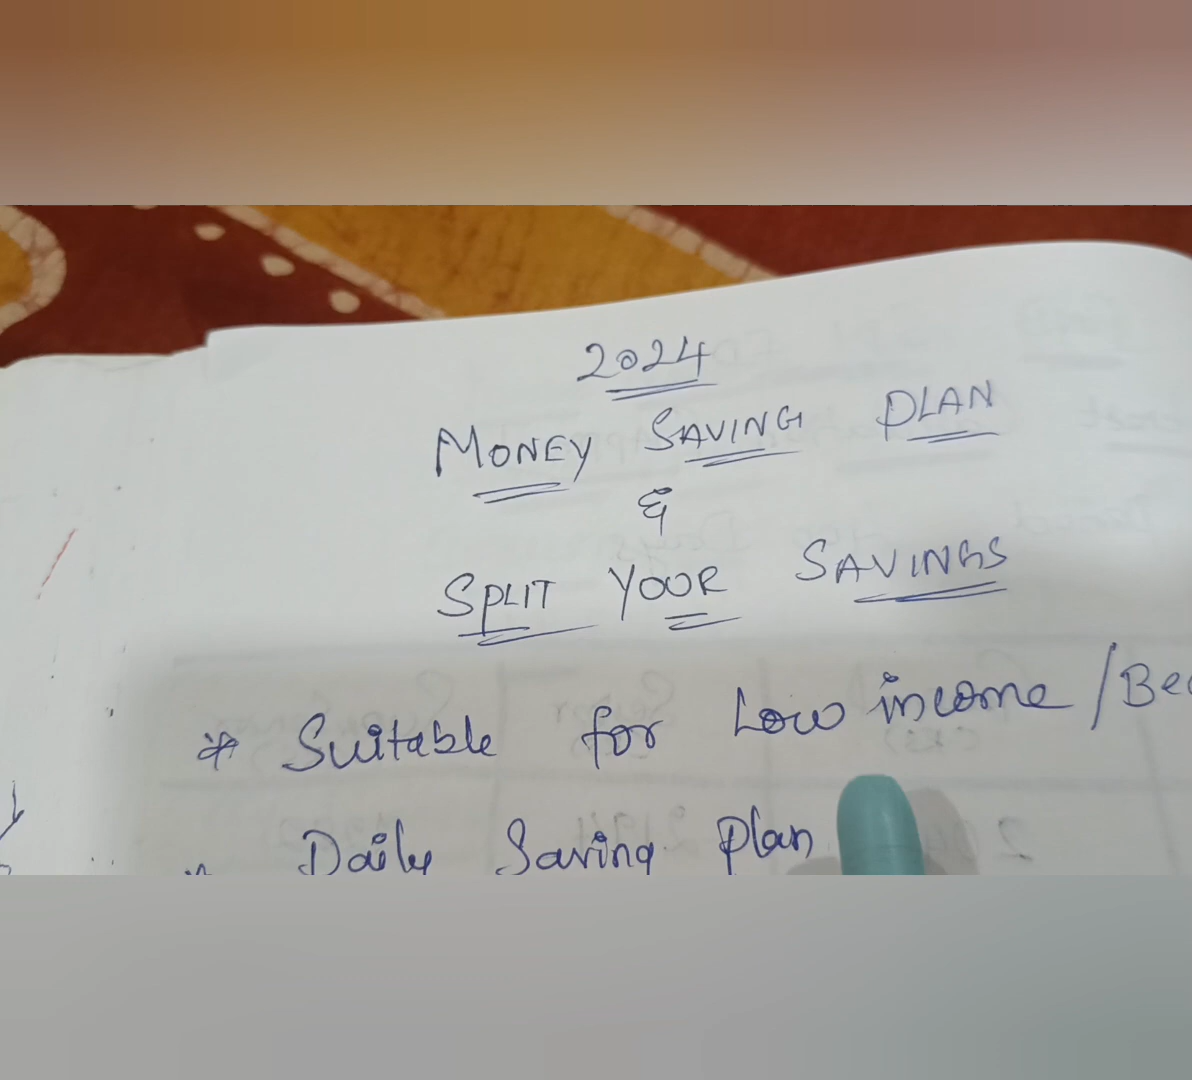 2024
MONEY SAVING PLAN
&
SPLIT YOUR SAVINGS
* Suitable for Low income /
Daily Saving Plan